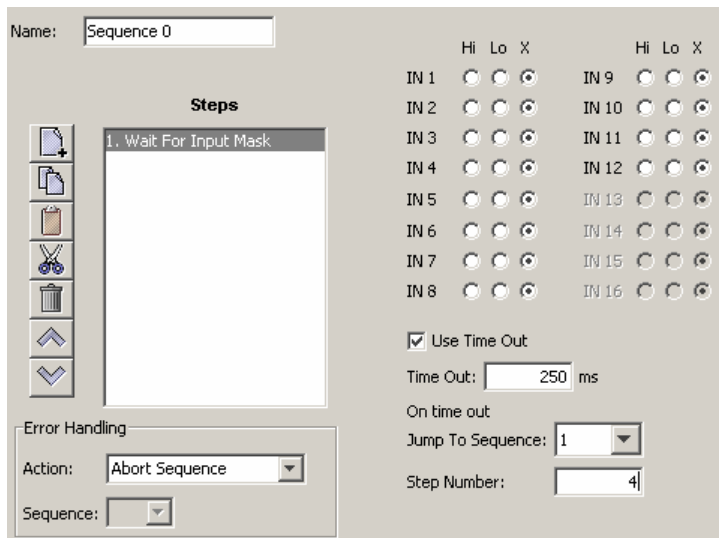 Name: Sequence 0
Steps
1. Wait For Input Mask
Error Handling
Action: Abort Sequence
Sequence:
Hi Lo X Hi Lo X
IN 1 IN 9
IN 2 IN 10
IN 3 IN 11
IN 4 IN 12
IN 5 IN 13
IN 6 IN 14
IN 7 IN 15
IN 8 IN 16
Use Time Out
Time Out: 250 ms
On time out
Jump To Sequence: 1
Step Number: 4